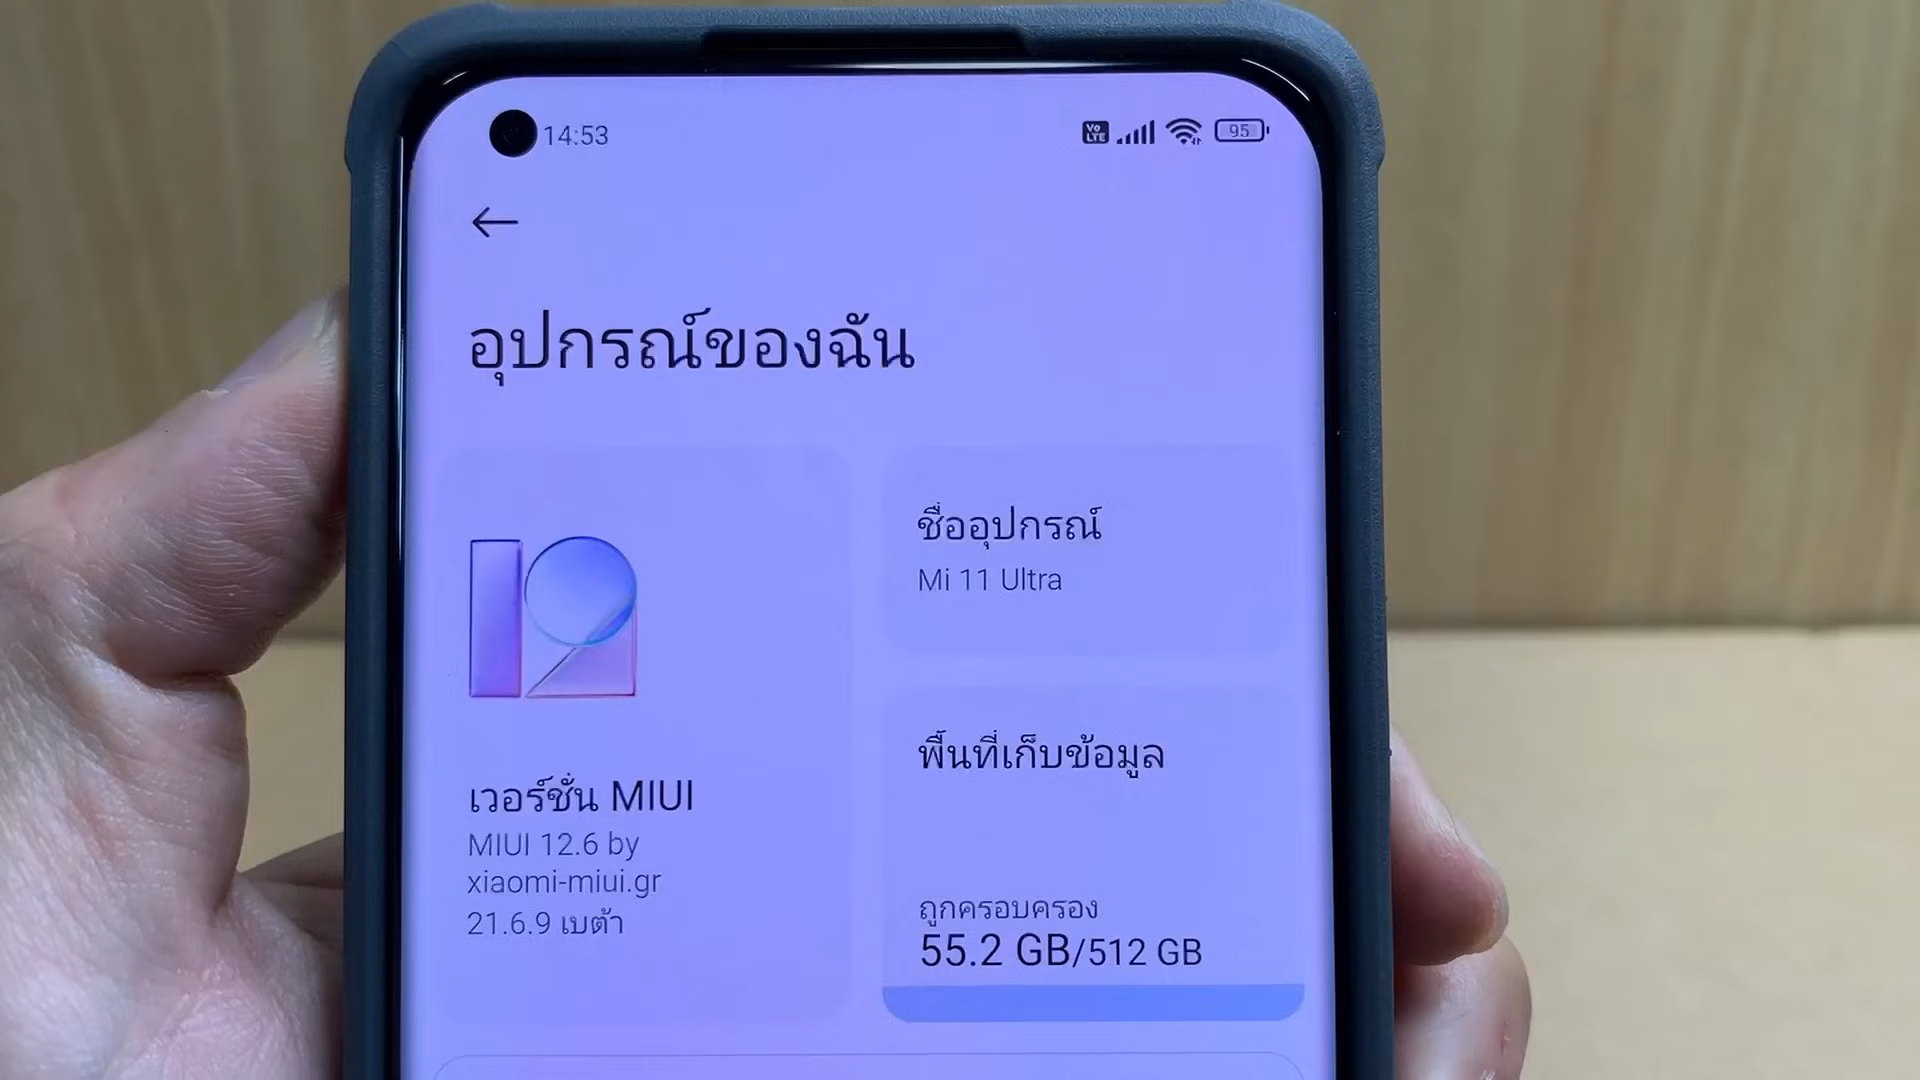 14:53 Vo LTE 95
อุปกรณ์ของฉัน
12
เวอร์ชั่น MIUI
MIUI 12.6 by
xiaomi-miui.gr
21.6.9 เบต้า
ชื่ออุปกรณ์
Mi 11 Ultra
พื้นที่เก็บข้อมูล
ถูกครอบครอง
55.2 GB/512 GB